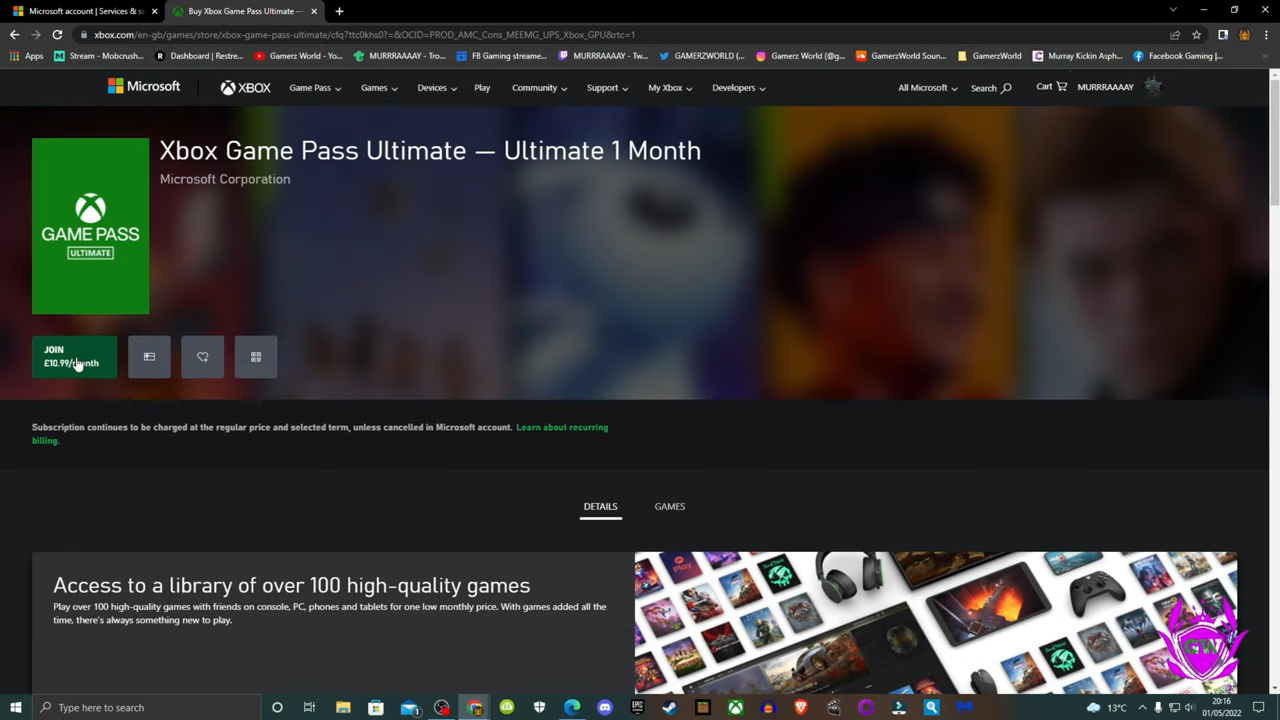 Microsoft account | Services & s
Buy Xbox Game Pass Ultimate —
xbox.com/en-gb/games/store/xbox-game-pass-ultimate/cfq7ttc0khs0?=&OCID=PROD_AMC_Cons_MEEMG_UPS_Xbox_GPU&rtc=1
Apps
Stream - Mobcrush...
Dashboard | Restre...
Gamerz World - You...
MURRRAAAAY - Tro...
FB Gaming streame...
MURRRAAAAY - Tw...
GAMERZWORLD (...
Gamerz World (@g...
GamerzWorld Soun...
GamerzWorld
Murray Kickin Asph...
Facebook Gaming |...
Microsoft
XBOX
Game Pass
Games
Devices
Play
Community
Support
My Xbox
Developers
All Microsoft
Search
Cart
MURRRAAAAY
Xbox Game Pass Ultimate — Ultimate 1 Month
Microsoft Corporation
GAME PASS
ULTIMATE
JOIN
£10.99/month
Subscription continues to be charged at the regular price and selected term, unless cancelled in Microsoft account. Learn about recurring
billing.
DETAILS
GAMES
Access to a library of over 100 high-quality games
Play over 100 high-quality games with friends on console, PC, phones and tablets for one low monthly price. With games added all the
time, there's always something new to play.
GW
Type here to search
13°C
20:16
01/05/2022